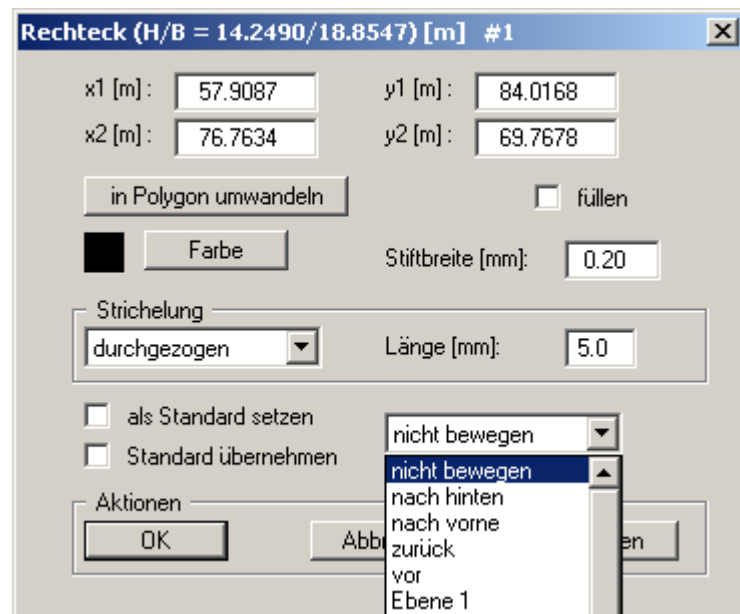 Rechteck (H/B = 14.2490/18.8547) [m] #1
x1 [m] : 57.9087 y1 [m] : 84.0168
x2 [m] : 76.7634 y2 [m] : 69.7678
in Polygon umwandeln füllen
Farbe Stiftbreite [mm]: 0.20
Strichelung
durchgezogen Länge [mm]: 5.0
als Standard setzen
nicht bewegen
Standard übernehmen
nicht bewegen
nach hinten
Aktionen
nach vorne
OK
zurück
vor
Ebene 1